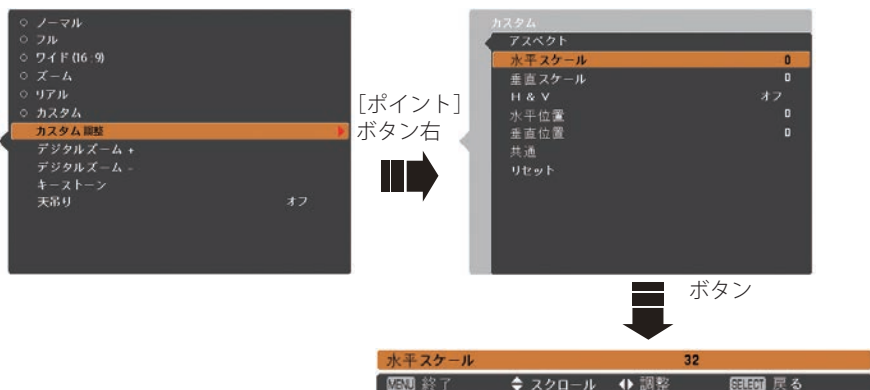 ○ ノーマル
○ フル
○ ワイド (16 : 9)
○ ズーム
○ リアル
○ カスタム
カスタム調整
デジタルズーム +
デジタルズーム -
キーストーン
天吊り オフ
[ポイント]
ボタン右
カスタム
アスペクト
水平スケール 0
垂直スケール 0
H & V オフ
水平位置 0
垂直位置 0
共通
リセット
ボタン
水平スケール 32
MENU 終了 スクロール 調整 SELECT 戻る